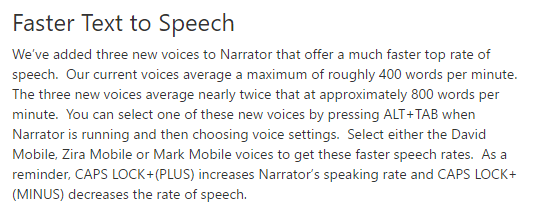 Faster Text to Speech
We've added three new voices to Narrator that offer a much faster top rate of
speech.  Our current voices average a maximum of roughly 400 words per minute.
The three new voices average nearly twice that at approximately 800 words per
minute.  You can select one of these new voices by pressing ALT+TAB when
Narrator is running and then choosing voice settings.  Select either the David
Mobile, Zira Mobile or Mark Mobile voices to get these faster speech rates.  As a
reminder, CAPS LOCK+(PLUS) increases Narrator's speaking rate and CAPS LOCK+
(MINUS) decreases the rate of speech.